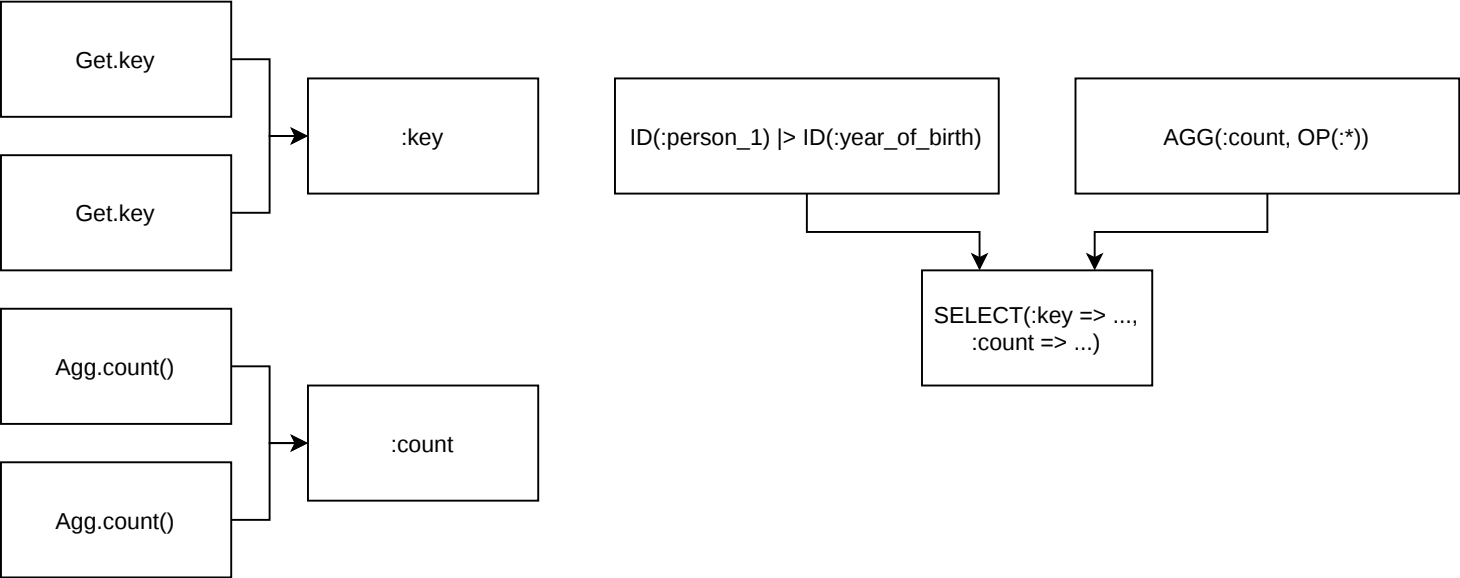 Get.key
:key
Get.key
Agg.count()
:count
Agg.count()
ID(:person_1) |> ID(:year_of_birth)
AGG(:count, OP(:*))
SELECT(:key => ...,
:count => ...)